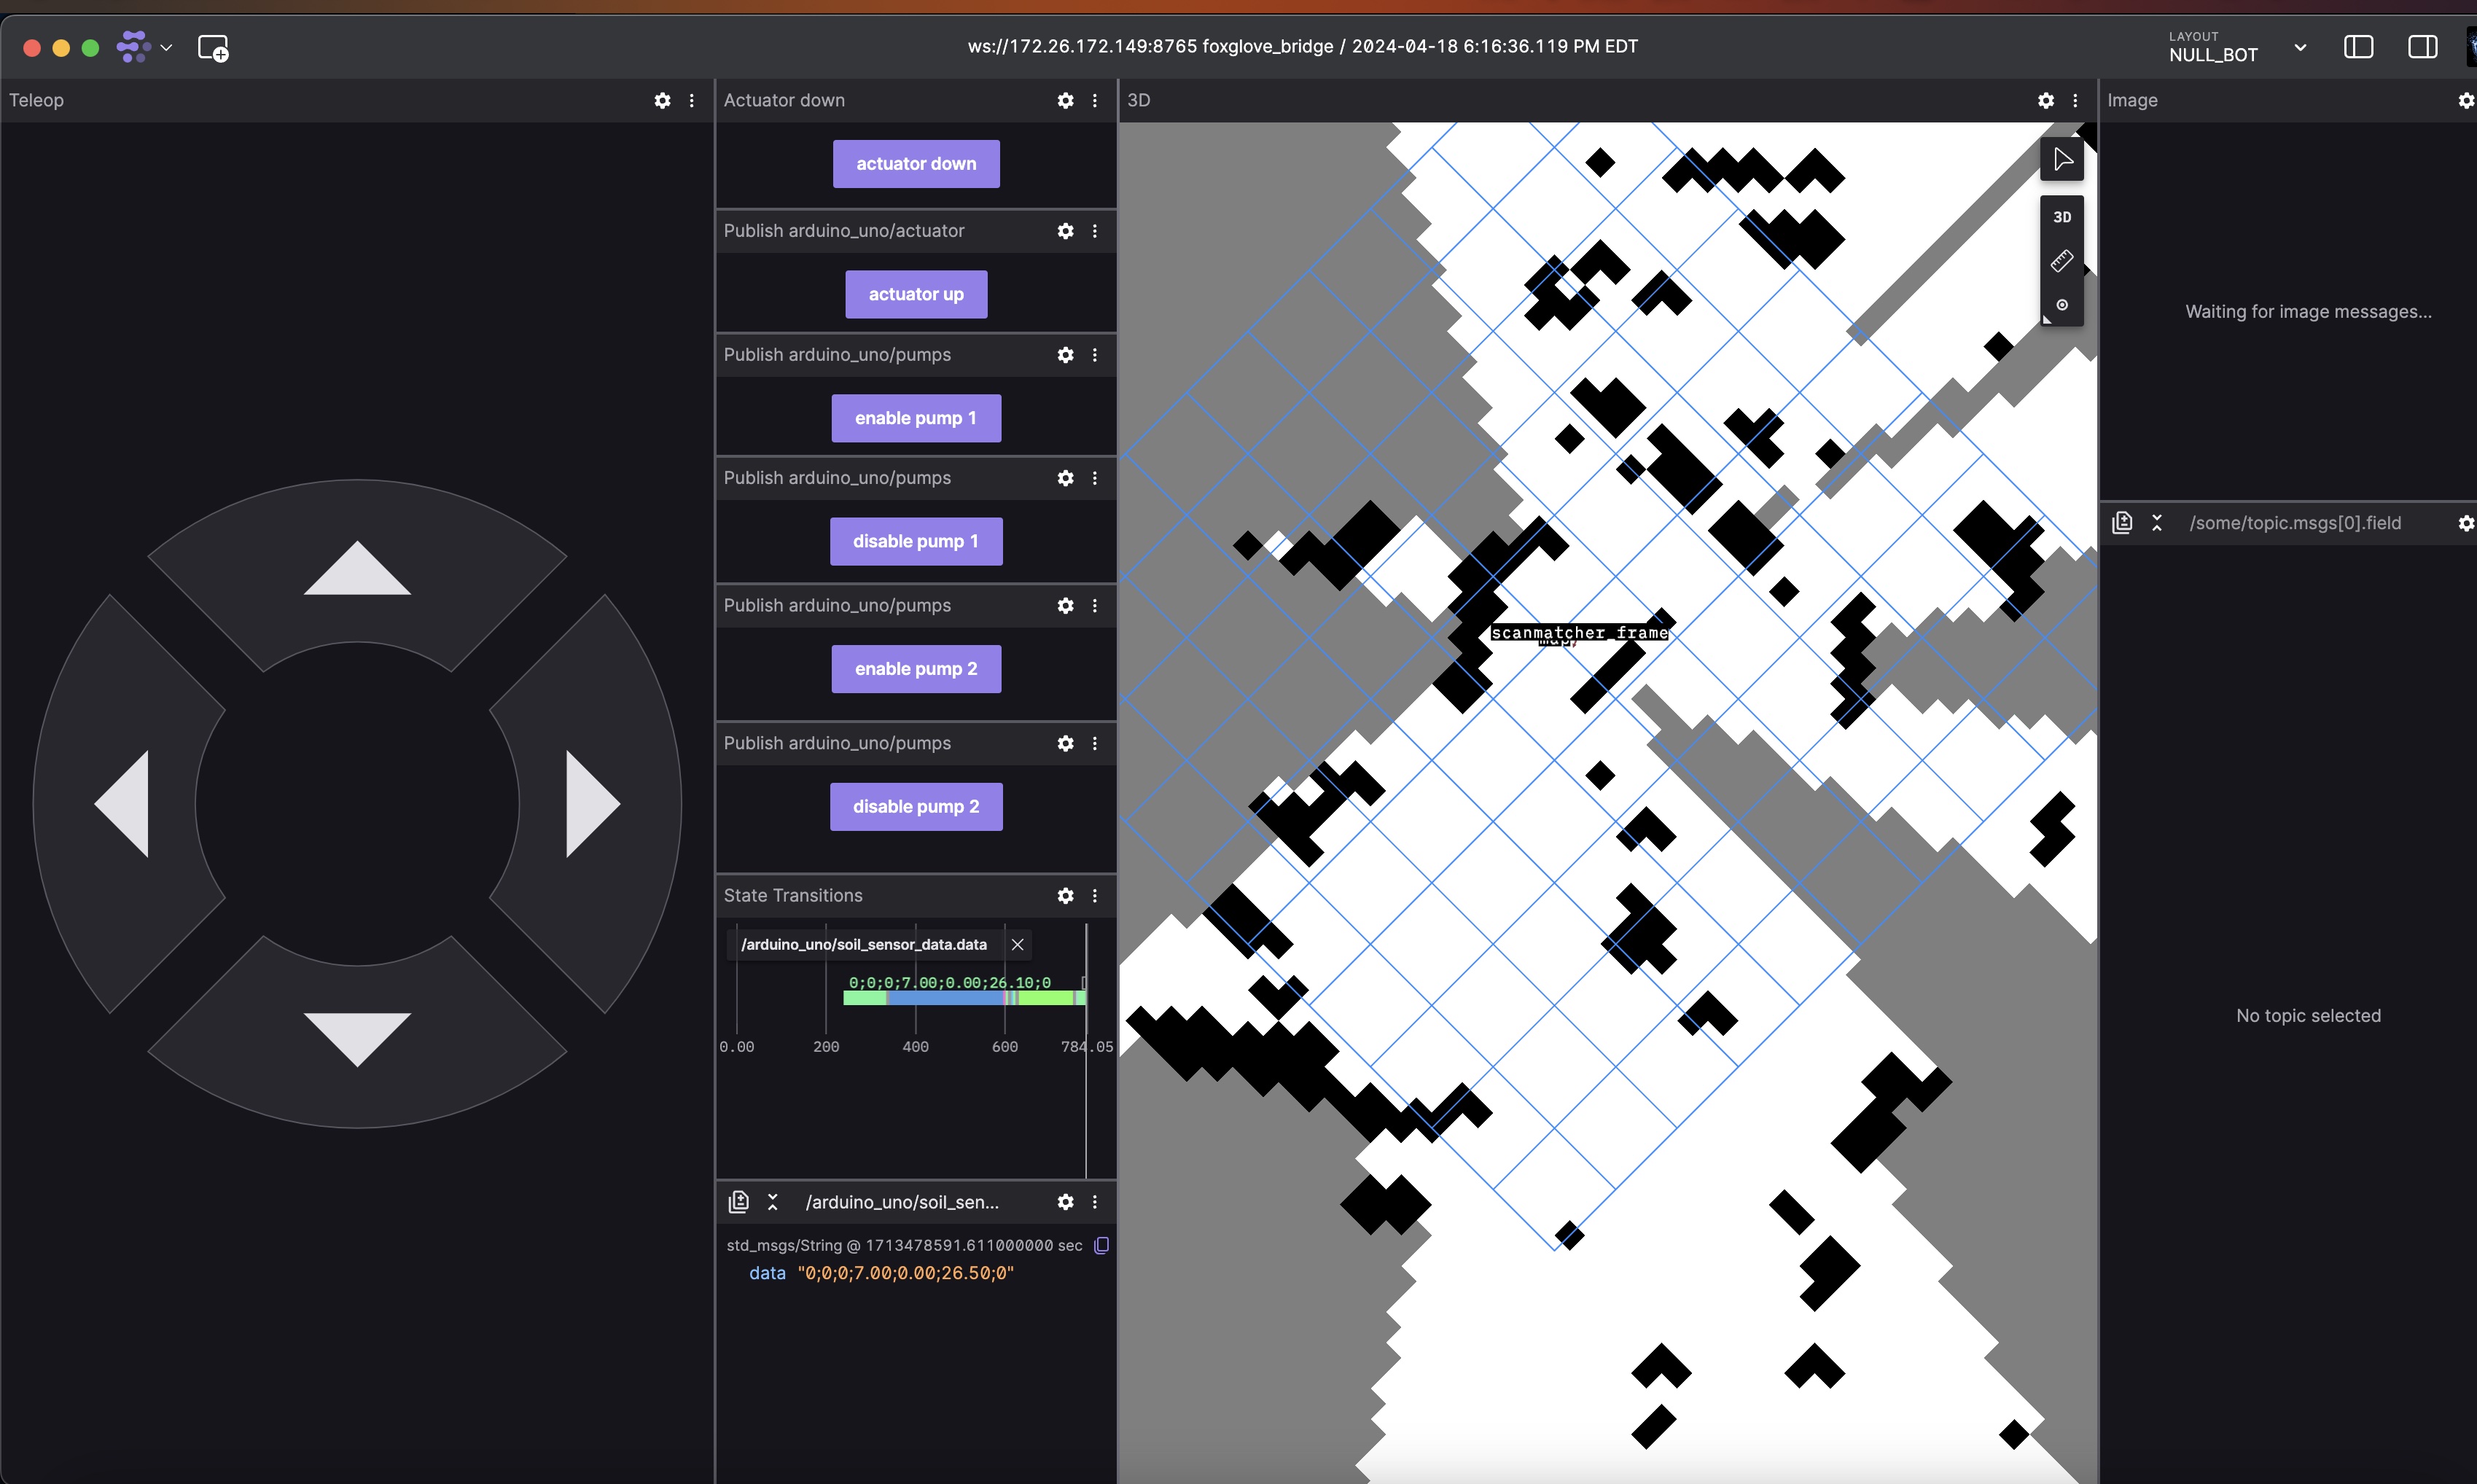 ws://172.26.172.149:8765 foxglove_bridge / 2024-04-18 6:16:36.119 PM EDT
LAYOUT
NULL_BOT
Teleop
Actuator down
actuator down
Publish arduino_uno/actuator
actuator up
Publish arduino_uno/pumps
enable pump 1
Publish arduino_uno/pumps
disable pump 1
Publish arduino_uno/pumps
enable pump 2
Publish arduino_uno/pumps
disable pump 2
State Transitions
/arduino_uno/soil_sensor_data.data
0;0;0;7.00;0.00;26.10;0
0.00 200 400 600 784.05
/arduino_uno/soil_sen...
std_msgs/String @ 1713478591.611000000 sec
data "0;0;0;7.00;0.00;26.50;0"
3D
3D
scanmatcher_frame
map
Image
Waiting for image messages...
/some/topic.msgs[0].field
No topic selected